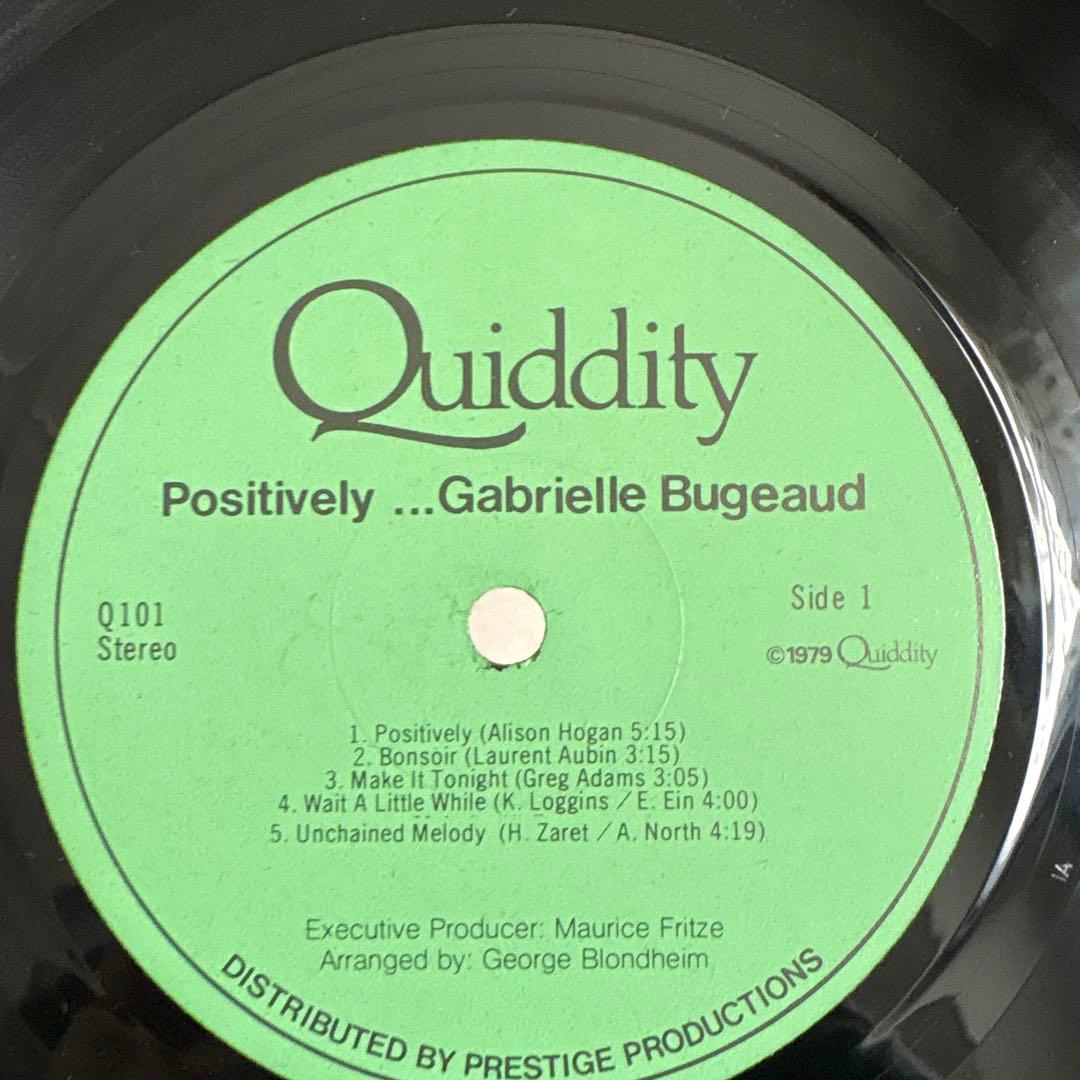 Quiddity
Positively ...Gabrielle Bugeaud
Q101
Stereo
Side 1
©1979 Quiddity
1. Positively (Alison Hogan 5:15)
2. Bonsoir (Laurent Aubin 3:15)
3. Make It Tonight (Greg Adams 3:05)
4. Wait A Little While (K. Loggins / E. Ein 4:00)
5. Unchained Melody (H. Zaret / A. North 4:19)
Executive Producer: Maurice Fritze
Arranged by: George Blondheim
DISTRIBUTED BY PRESTIGE PRODUCTIONS